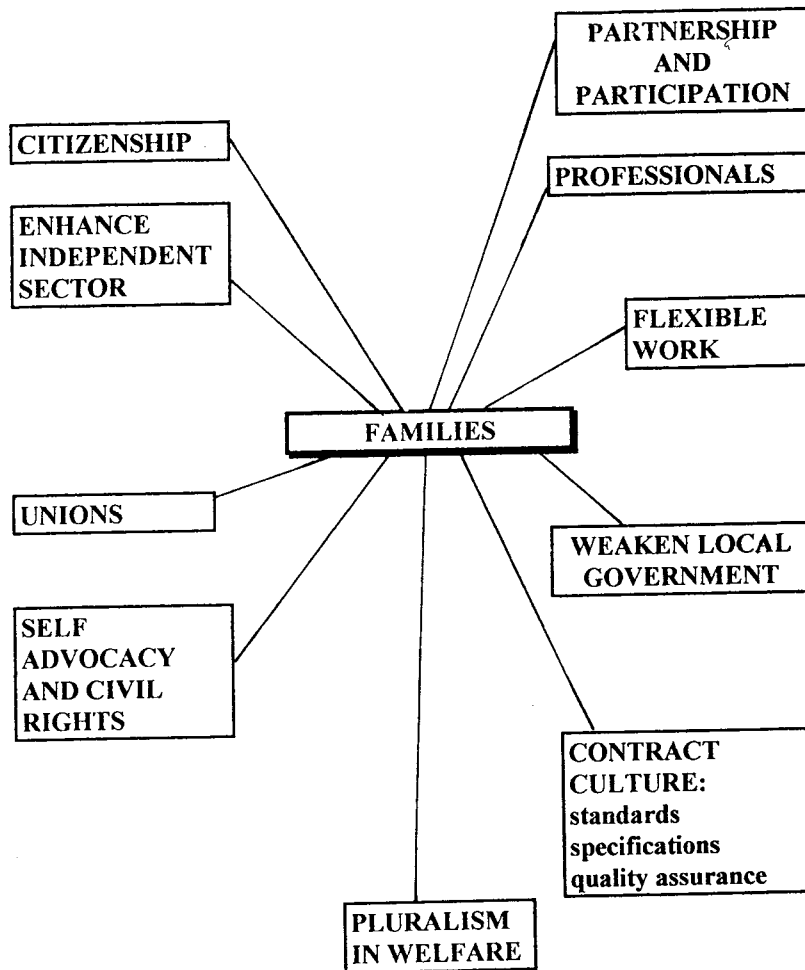 PARTNERSHIP
AND
PARTICIPATION
CITIZENSHIP
PROFESSIONALS
ENHANCE
INDEPENDENT
SECTOR
FLEXIBLE
WORK
FAMILIES
UNIONS
WEAKEN LOCAL
GOVERNMENT
SELF
ADVOCACY
AND CIVIL
RIGHTS
CONTRACT
CULTURE:
standards
specifications
quality assurance
PLURALISM
IN WELFARE